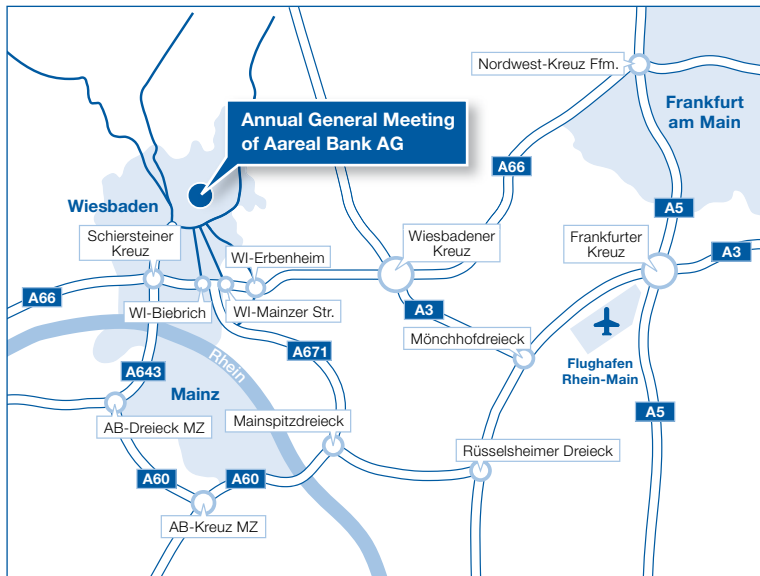 Nordwest-Kreuz Ffm.
Frankfurt
am Main
Annual General Meeting
of Aareal Bank AG
A66
Wiesbaden
A5
Schiersteiner
Kreuz
WI-Erbenheim
Wiesbadener
Kreuz
Frankfurter
Kreuz
A3
A66
WI-Biebrich
WI-Mainzer Str.
A3
Mönchhofdreieck
Rhein
A671
Flughafen
Rhein-Main
A643
Mainz
A5
AB-Dreieck MZ
Mainspitzdreieck
Rüsselsheimer Dreieck
A60
A60
AB-Kreuz MZ